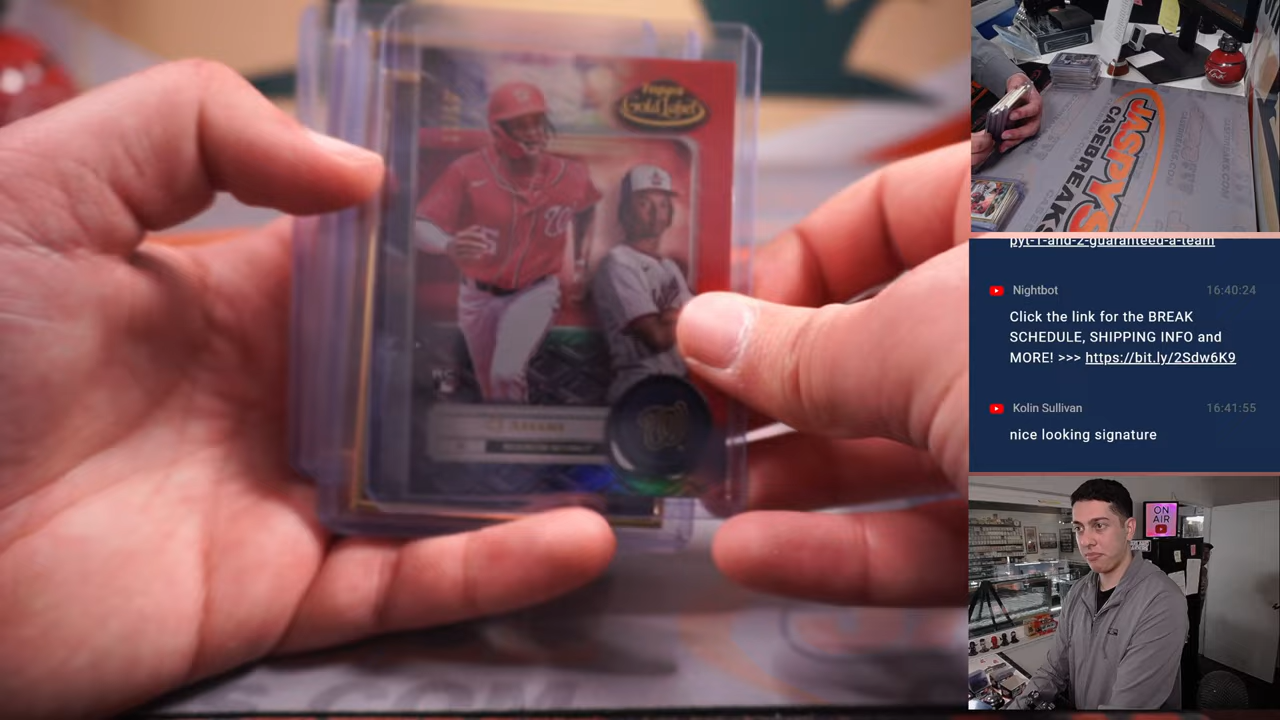 Topps
Gold Label
CJ ABRAMS
JASPYS
CASEBREAKS
pyt-1-and-2-guaranteed-a-team
Nightbot
16:40:24
Click the link for the BREAK
SCHEDULE, SHIPPING INFO and
MORE! >>> https://bit.ly/2Sdw6K9
Kolin Sullivan
16:41:55
nice looking signature
ON
AIR